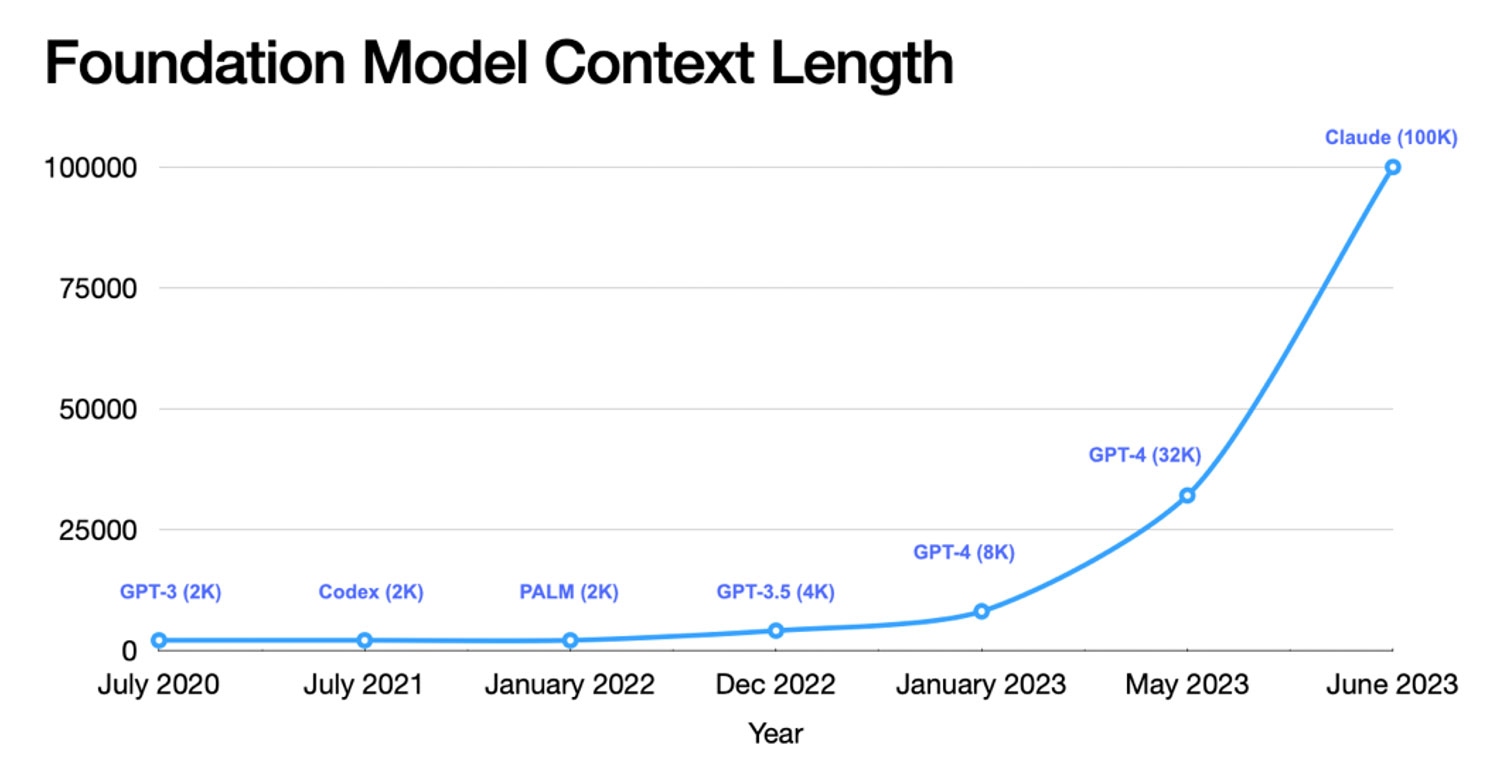 Foundation Model Context Length
Claude (100K)
100000
75000
50000
GPT-4 (32K)
25000
GPT-4 (8K)
GPT-3 (2K) Codex (2K) PALM (2K) GPT-3.5 (4K)
0
July 2020 July 2021 January 2022 Dec 2022 January 2023 May 2023 June 2023
Year